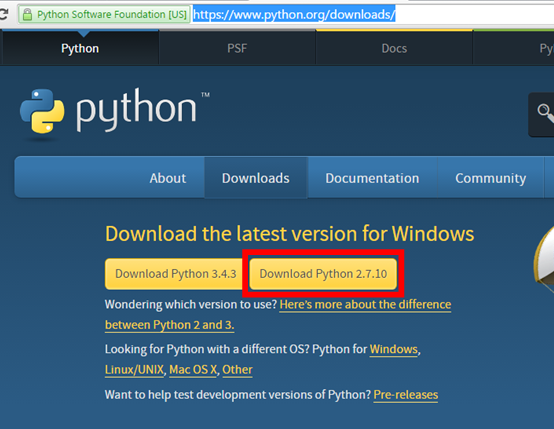 Python Software Foundation [US] https://www.python.org/downloads/
Python PSF Docs Py
python™
About Downloads Documentation Community
Download the latest version for Windows
Download Python 3.4.3 Download Python 2.7.10
Wondering which version to use? Here's more about the difference
between Python 2 and 3.
Looking for Python with a different OS? Python for Windows,
Linux/UNIX, Mac OS X, Other
Want to help test development versions of Python? Pre-releases